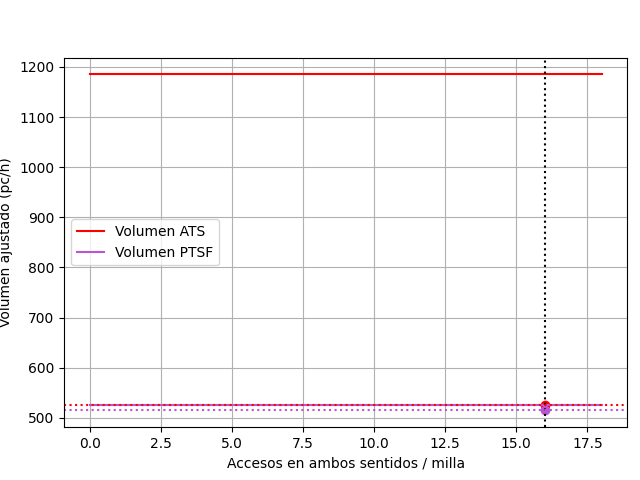 1200
1100
1000
900
800
700
600
500
Volumen ajustado (pc/h)
Volumen ATS
Volumen PTSF
0.0 2.5 5.0 7.5 10.0 12.5 15.0 17.5
Accesos en ambos sentidos / milla